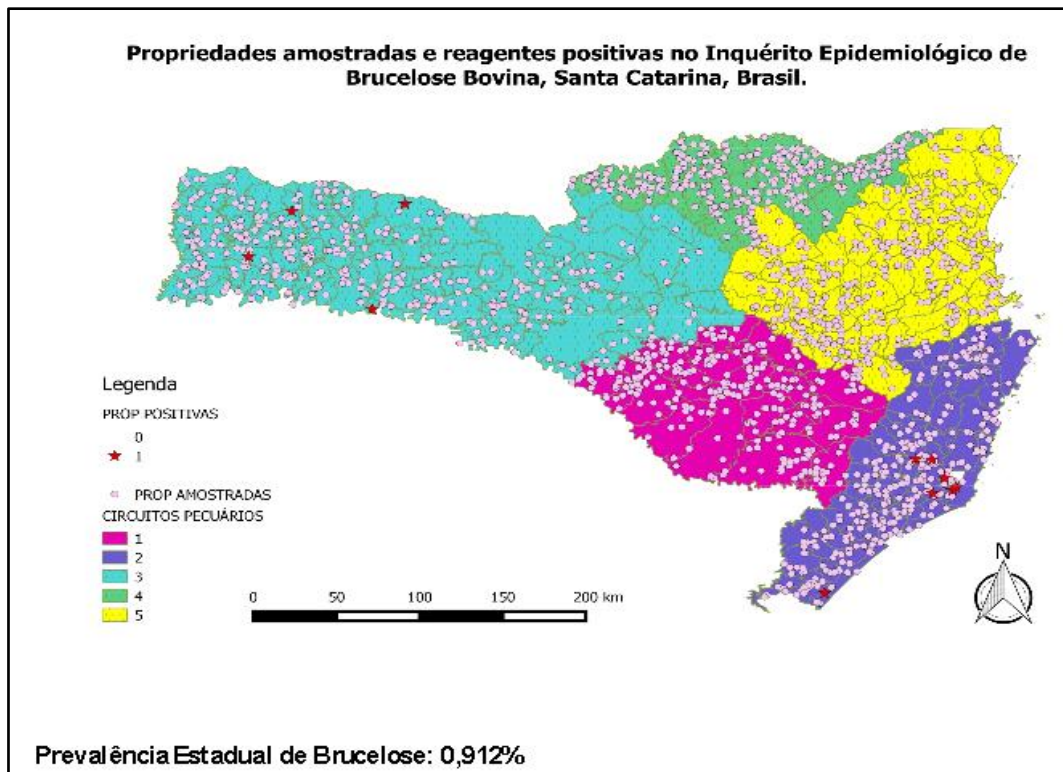 Propriedades amostradas e reagentes positivas no Inquérito Epidemiológico de
Brucelose Bovina, Santa Catarina, Brasil.
Legenda
PROP POSITIVAS
0
1
PROP AMOSTRADAS
CIRCUITOS PECUÁRIOS
1
2
3
4
5
0 50 100 150 200 km
N
Prevalência Estadual de Brucelose: 0,912%